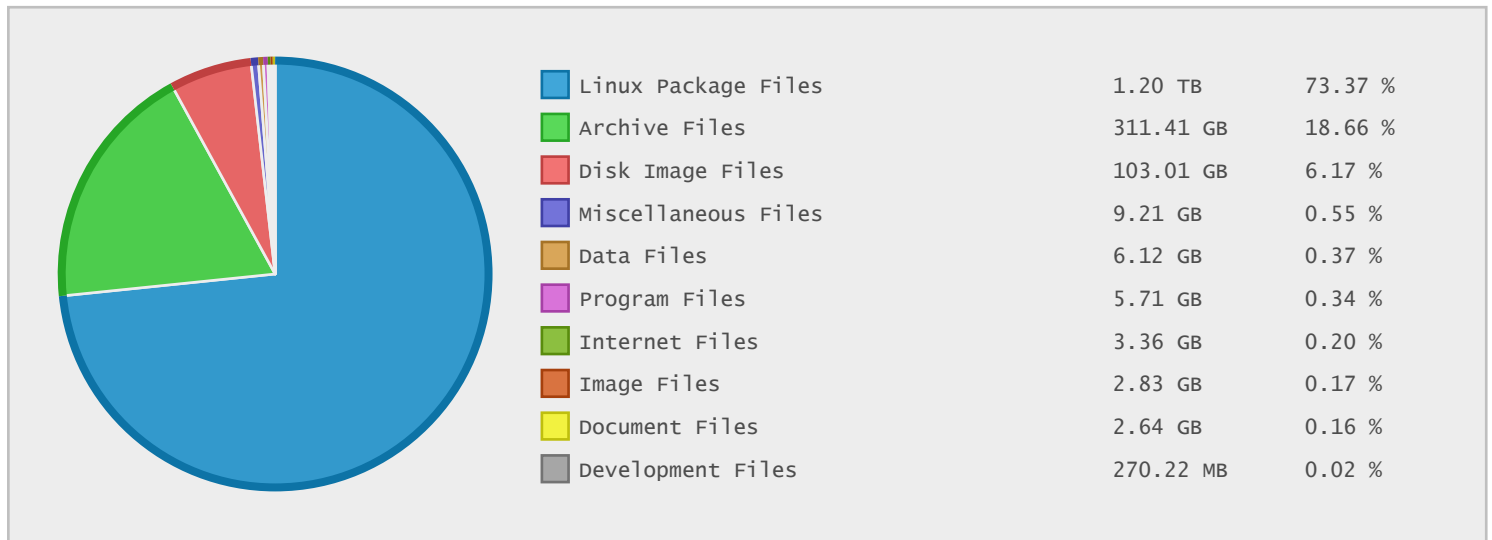 Linux Package Files 1.20 TB 73.37 %
Archive Files 311.41 GB 18.66 %
Disk Image Files 103.01 GB 6.17 %
Miscellaneous Files 9.21 GB 0.55 %
Data Files 6.12 GB 0.37 %
Program Files 5.71 GB 0.34 %
Internet Files 3.36 GB 0.20 %
Image Files 2.83 GB 0.17 %
Document Files 2.64 GB 0.16 %
Development Files 270.22 MB 0.02 %